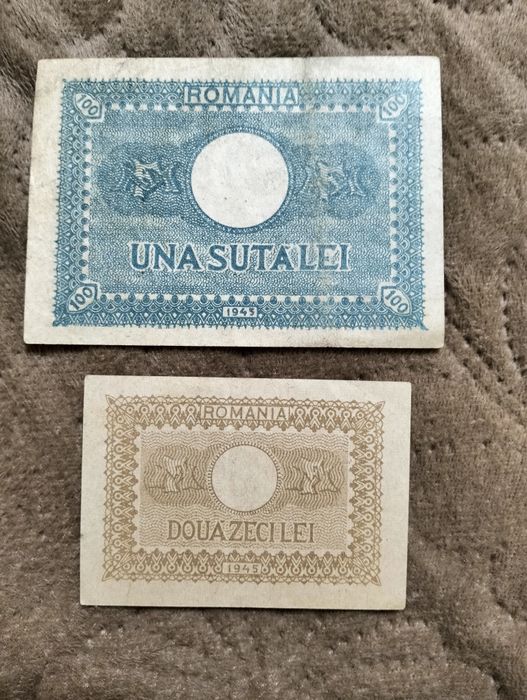 100 ROMANIA 100
UNA SUTA LEI
100 1945 100
ROMANIA
DOUAZECI LEI
1945